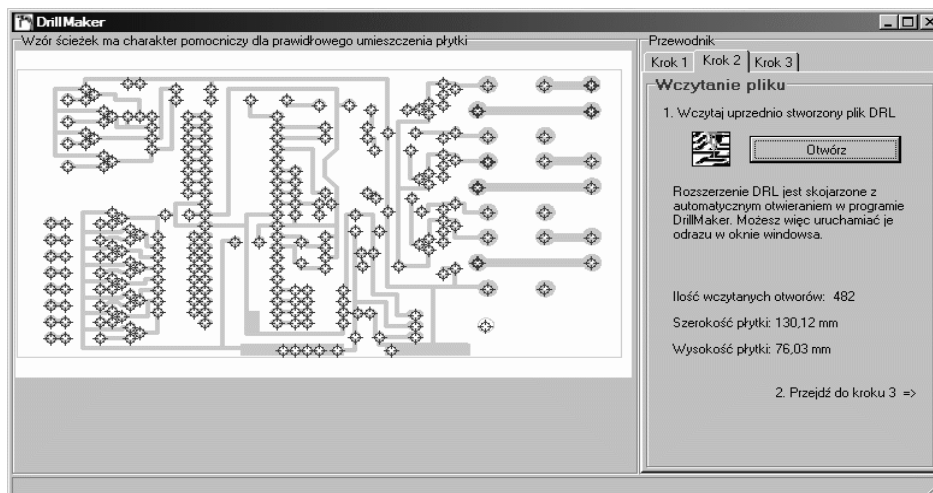 DrillMaker
Wzór ścieżek ma charakter pomocniczy dla prawidłowego umieszczenia płytki
Przewodnik
Krok 1 Krok 2 Krok 3
Wczytanie pliku
1. Wczytaj uprzednio stworzony plik DRL
Otwórz
Rozszerzenie DRL jest skojarzone z
automatycznym otwieraniem w programie
DrillMaker. Możesz więc uruchamiać je
odrazu w oknie windowsa.
Ilość wczytanych otworów: 482
Szerokość płytki: 130,12 mm
Wysokość płytki: 76,03 mm
2. Przejdź do kroku 3 =>